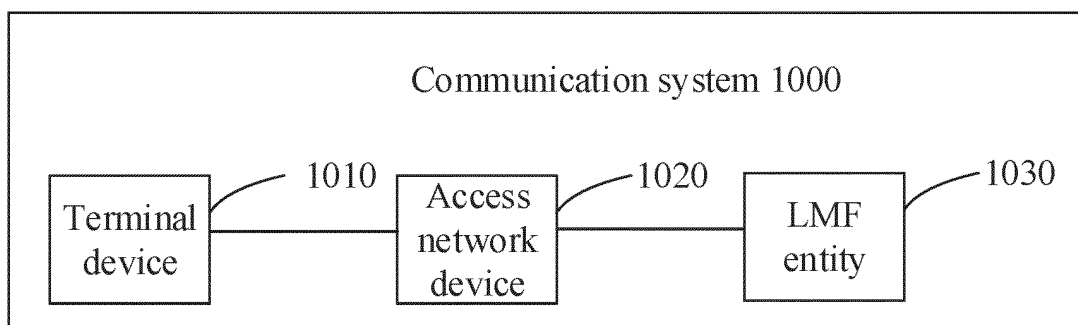 Communication system 1000
1010
1020
1030
Terminal
device
Access
network
device
LMF
entity